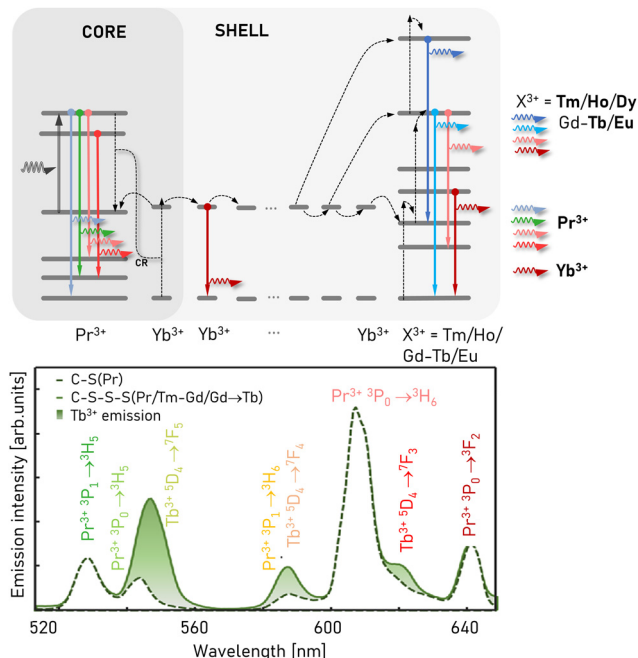 CORE
SHELL
X³⁺ = Tm/Ho/Dy
Gd-Tb/Eu
Pr³⁺
Yb³⁺
CR
Pr³⁺
Yb³⁺
Yb³⁺
...
...
...
Yb³⁺
X³⁺ = Tm/Ho/
Gd-Tb/Eu
C-S(Pr)
C-S-S-S(Pr/Tm-Gd/Gd→Tb)
Tb³⁺ emission
Pr³⁺ ³P₁→³H₅
Pr³⁺ ³P₀→³H₅
Tb³⁺ ⁵D₄→⁷F₅
Pr³⁺ ³P₁→³H₆
Tb³⁺ ⁵D₄→⁷F₄
Pr³⁺ ³P₀→³H₆
Tb³⁺ ⁵D₄→⁷F₃
Pr³⁺ ³P₀→³F₂
Emission intensity [arb.units]
520
560
600
640
Wavelength [nm]